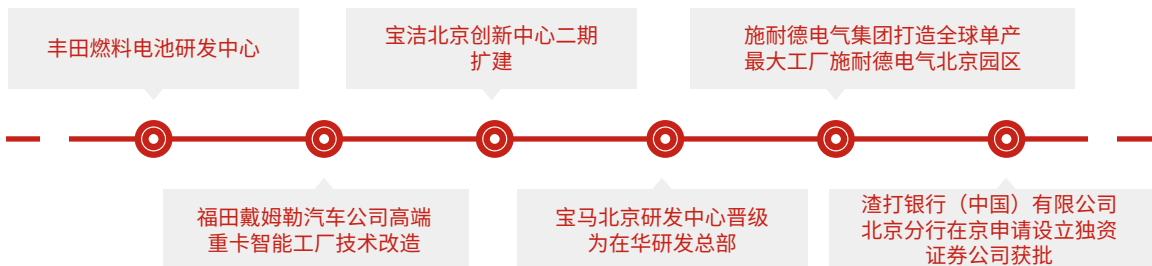 丰田燃料电池研发中心
宝洁北京创新中心二期
扩建
施耐德电气集团打造全球单产
最大工厂施耐德电气北京园区
福田戴姆勒汽车公司高端
重卡智能工厂技术改造
宝马北京研发中心晋级
为在华研发总部
渣打银行（中国）有限公司
北京分行在京申请设立独资
证券公司获批